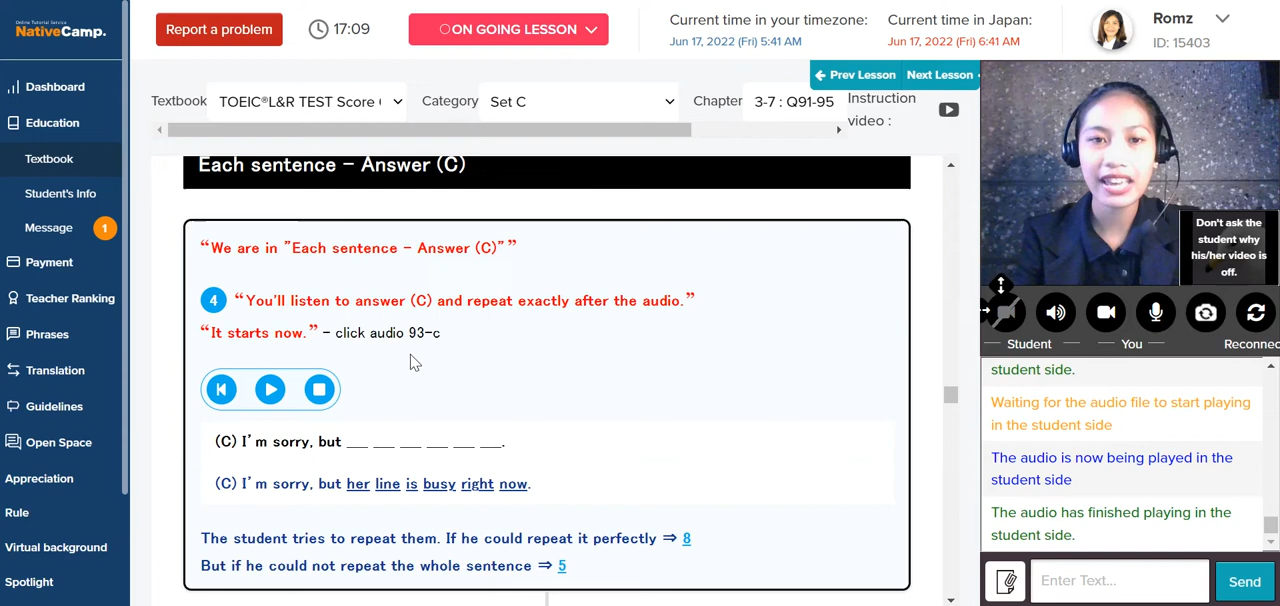 Online Tutorial Service
NativeCamp.
Report a problem
17:09
ON GOING LESSON
Current time in your timezone:
Jun 17, 2022 (Fri) 5:41 AM
Current time in Japan:
Jun 17, 2022 (Fri) 6:41 AM
Romz
ID: 15403
Dashboard
Education
Textbook
Student's Info
Message
1
Payment
Teacher Ranking
Phrases
Translation
Guidelines
Open Space
Appreciation
Rule
Virtual background
Spotlight
Prev Lesson
Next Lesson
Textbook
TOEIC®L&R TEST Score (
Category
Set C
Chapter
3-7 : Q91-95
Instruction
video :
Each sentence - Answer (C)
“We are in ”Each sentence - Answer (C)””
4 “You'll listen to answer (C) and repeat exactly after the audio.”
“It starts now.” - click audio 93-c
(C) I'm sorry, but ___ ___ ___ ___ ___ ___.
(C) I'm sorry, but her line is busy right now.
The student tries to repeat them. If he could repeat it perfectly ⇒ 8
But if he could not repeat the whole sentence ⇒ 5
Don't ask the
student why
his/her video is
off.
Student
You
Reconnec
student side.
Waiting for the audio file to start playing
in the student side
The audio is now being played in the
student side
The audio has finished playing in the
student side.
Enter Text...
Send